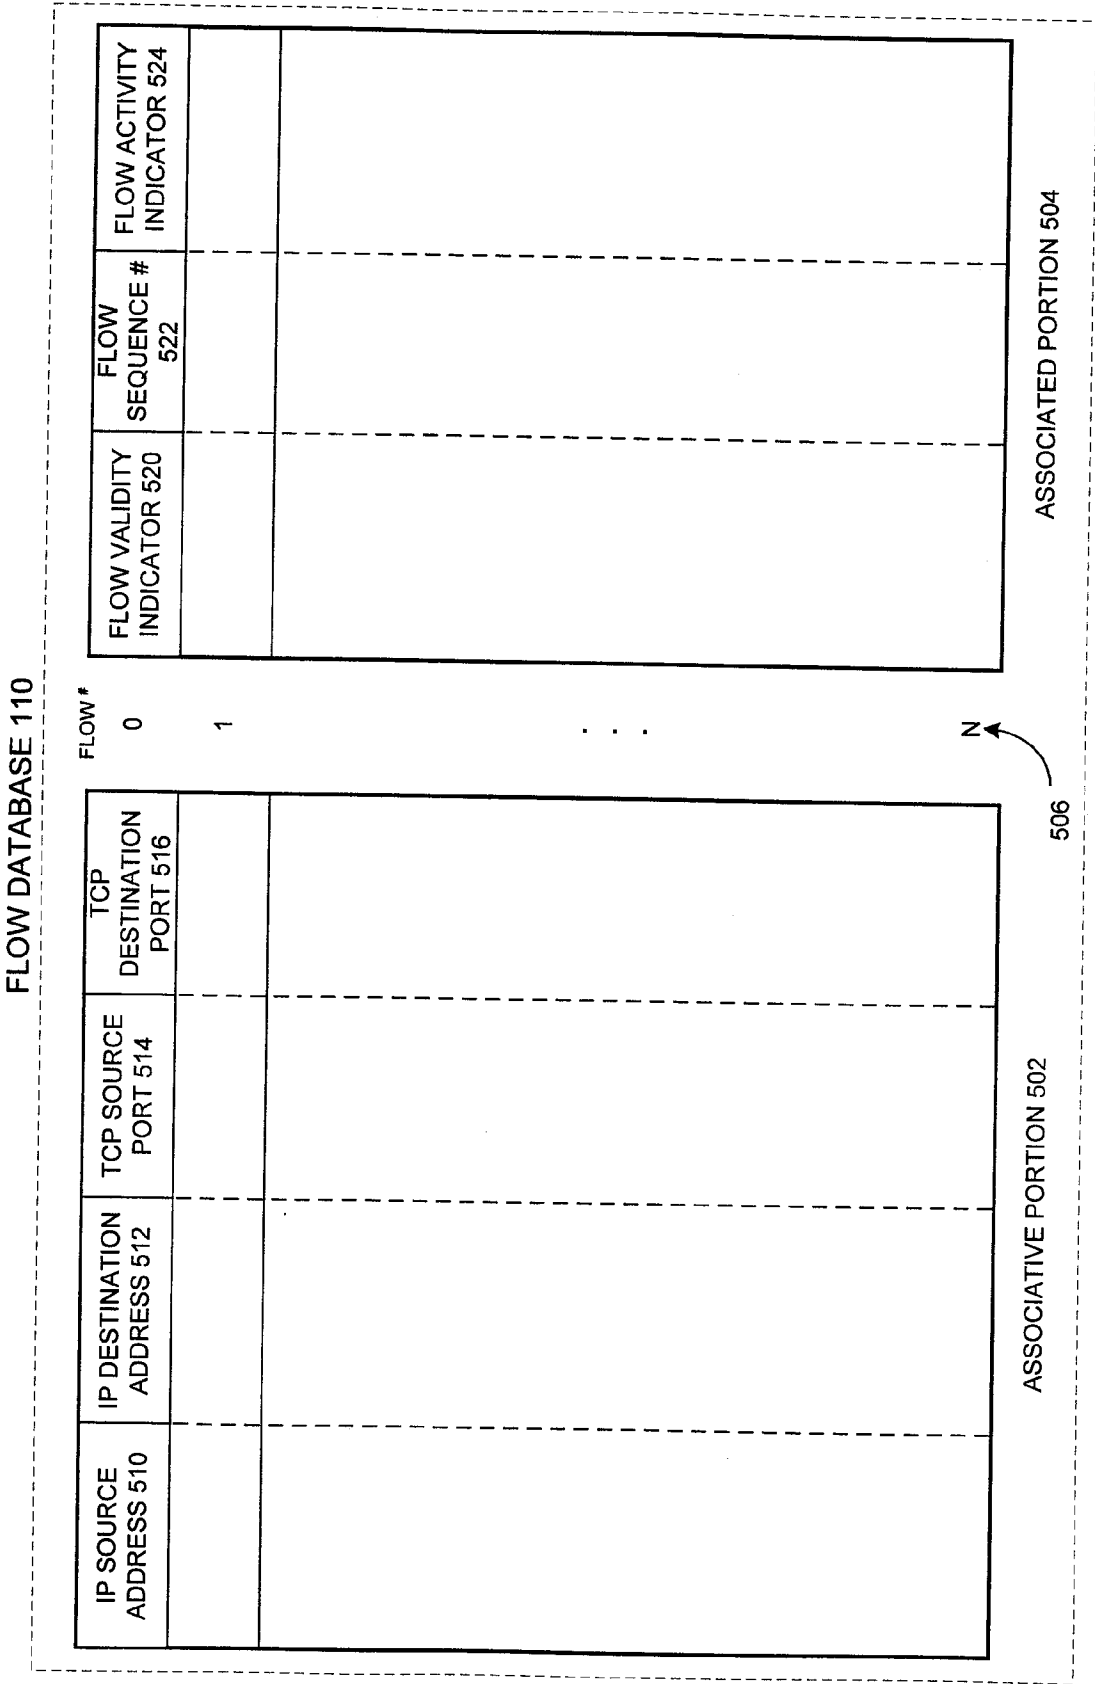 FLOW DATABASE 110
IP SOURCE
ADDRESS 510
IP DESTINATION
ADDRESS 512
TCP SOURCE
PORT 514
TCP
DESTINATION
PORT 516
FLOW #
0
1
. . .
N
506
FLOW VALIDITY
INDICATOR 520
FLOW
SEQUENCE #
522
FLOW ACTIVITY
INDICATOR 524
ASSOCIATIVE PORTION 502
ASSOCIATED PORTION 504